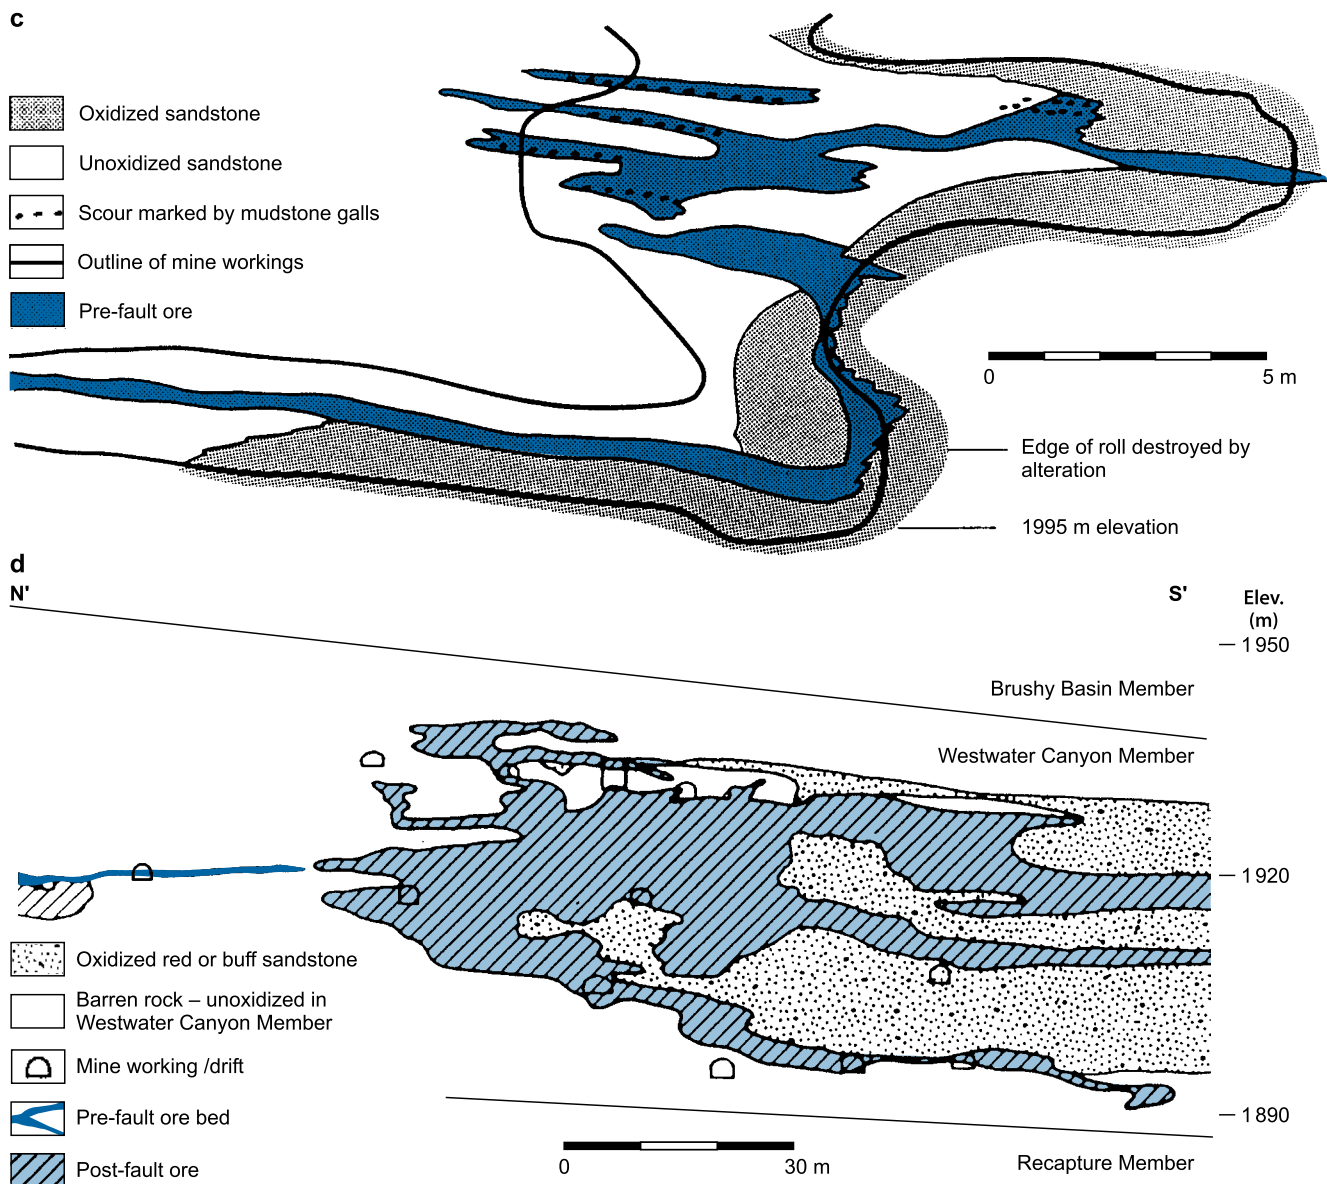 c
Oxidized sandstone
Unoxidized sandstone
Scour marked by mudstone galls
Outline of mine workings
Pre-fault ore
0 5 m
Edge of roll destroyed by
alteration
1995 m elevation
d
N' S' Elev.
(m)
1950
Brushy Basin Member
Westwater Canyon Member
1920
Oxidized red or buff sandstone
Barren rock – unoxidized in
Westwater Canyon Member
Mine working /drift
Pre-fault ore bed
1890
Post-fault ore
0 30 m
Recapture Member